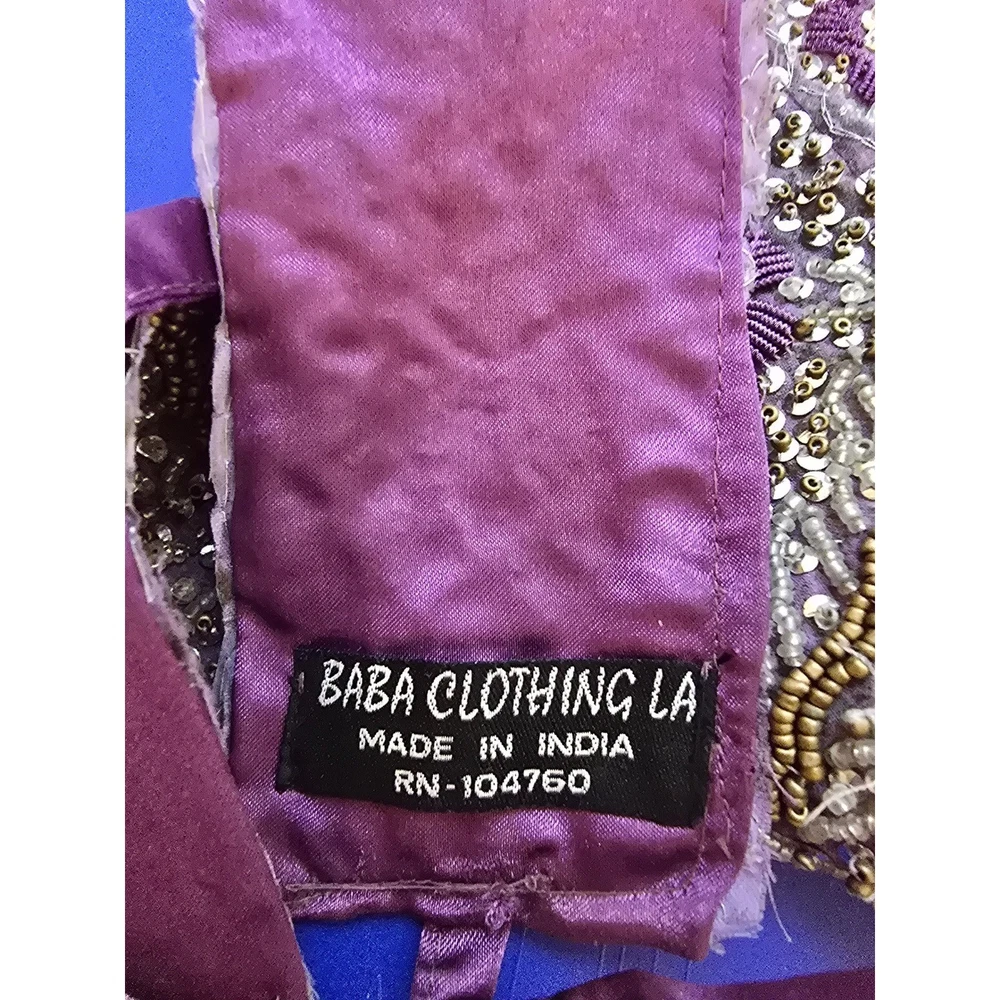 BABA CLOTHING LA
MADE IN INDIA
RN-104760